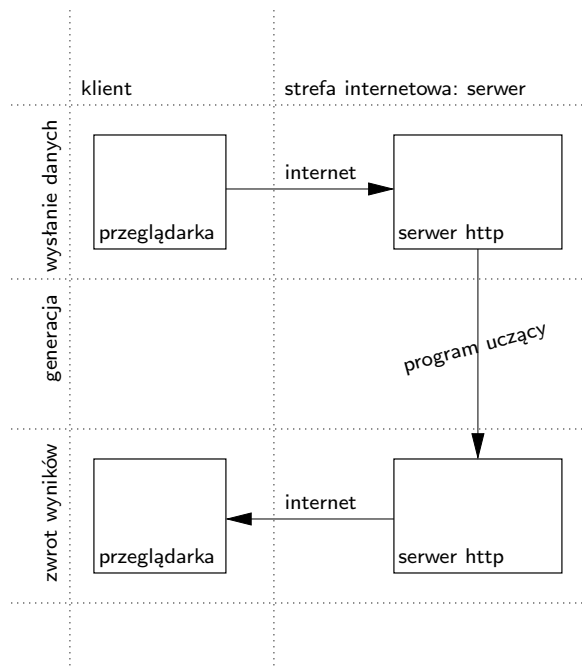 klient
strefa internetowa: serwer
wysłanie danych
internet
przeglądarka
serwer http
generacja
program uczący
zwrot wyników
internet
przeglądarka
serwer http